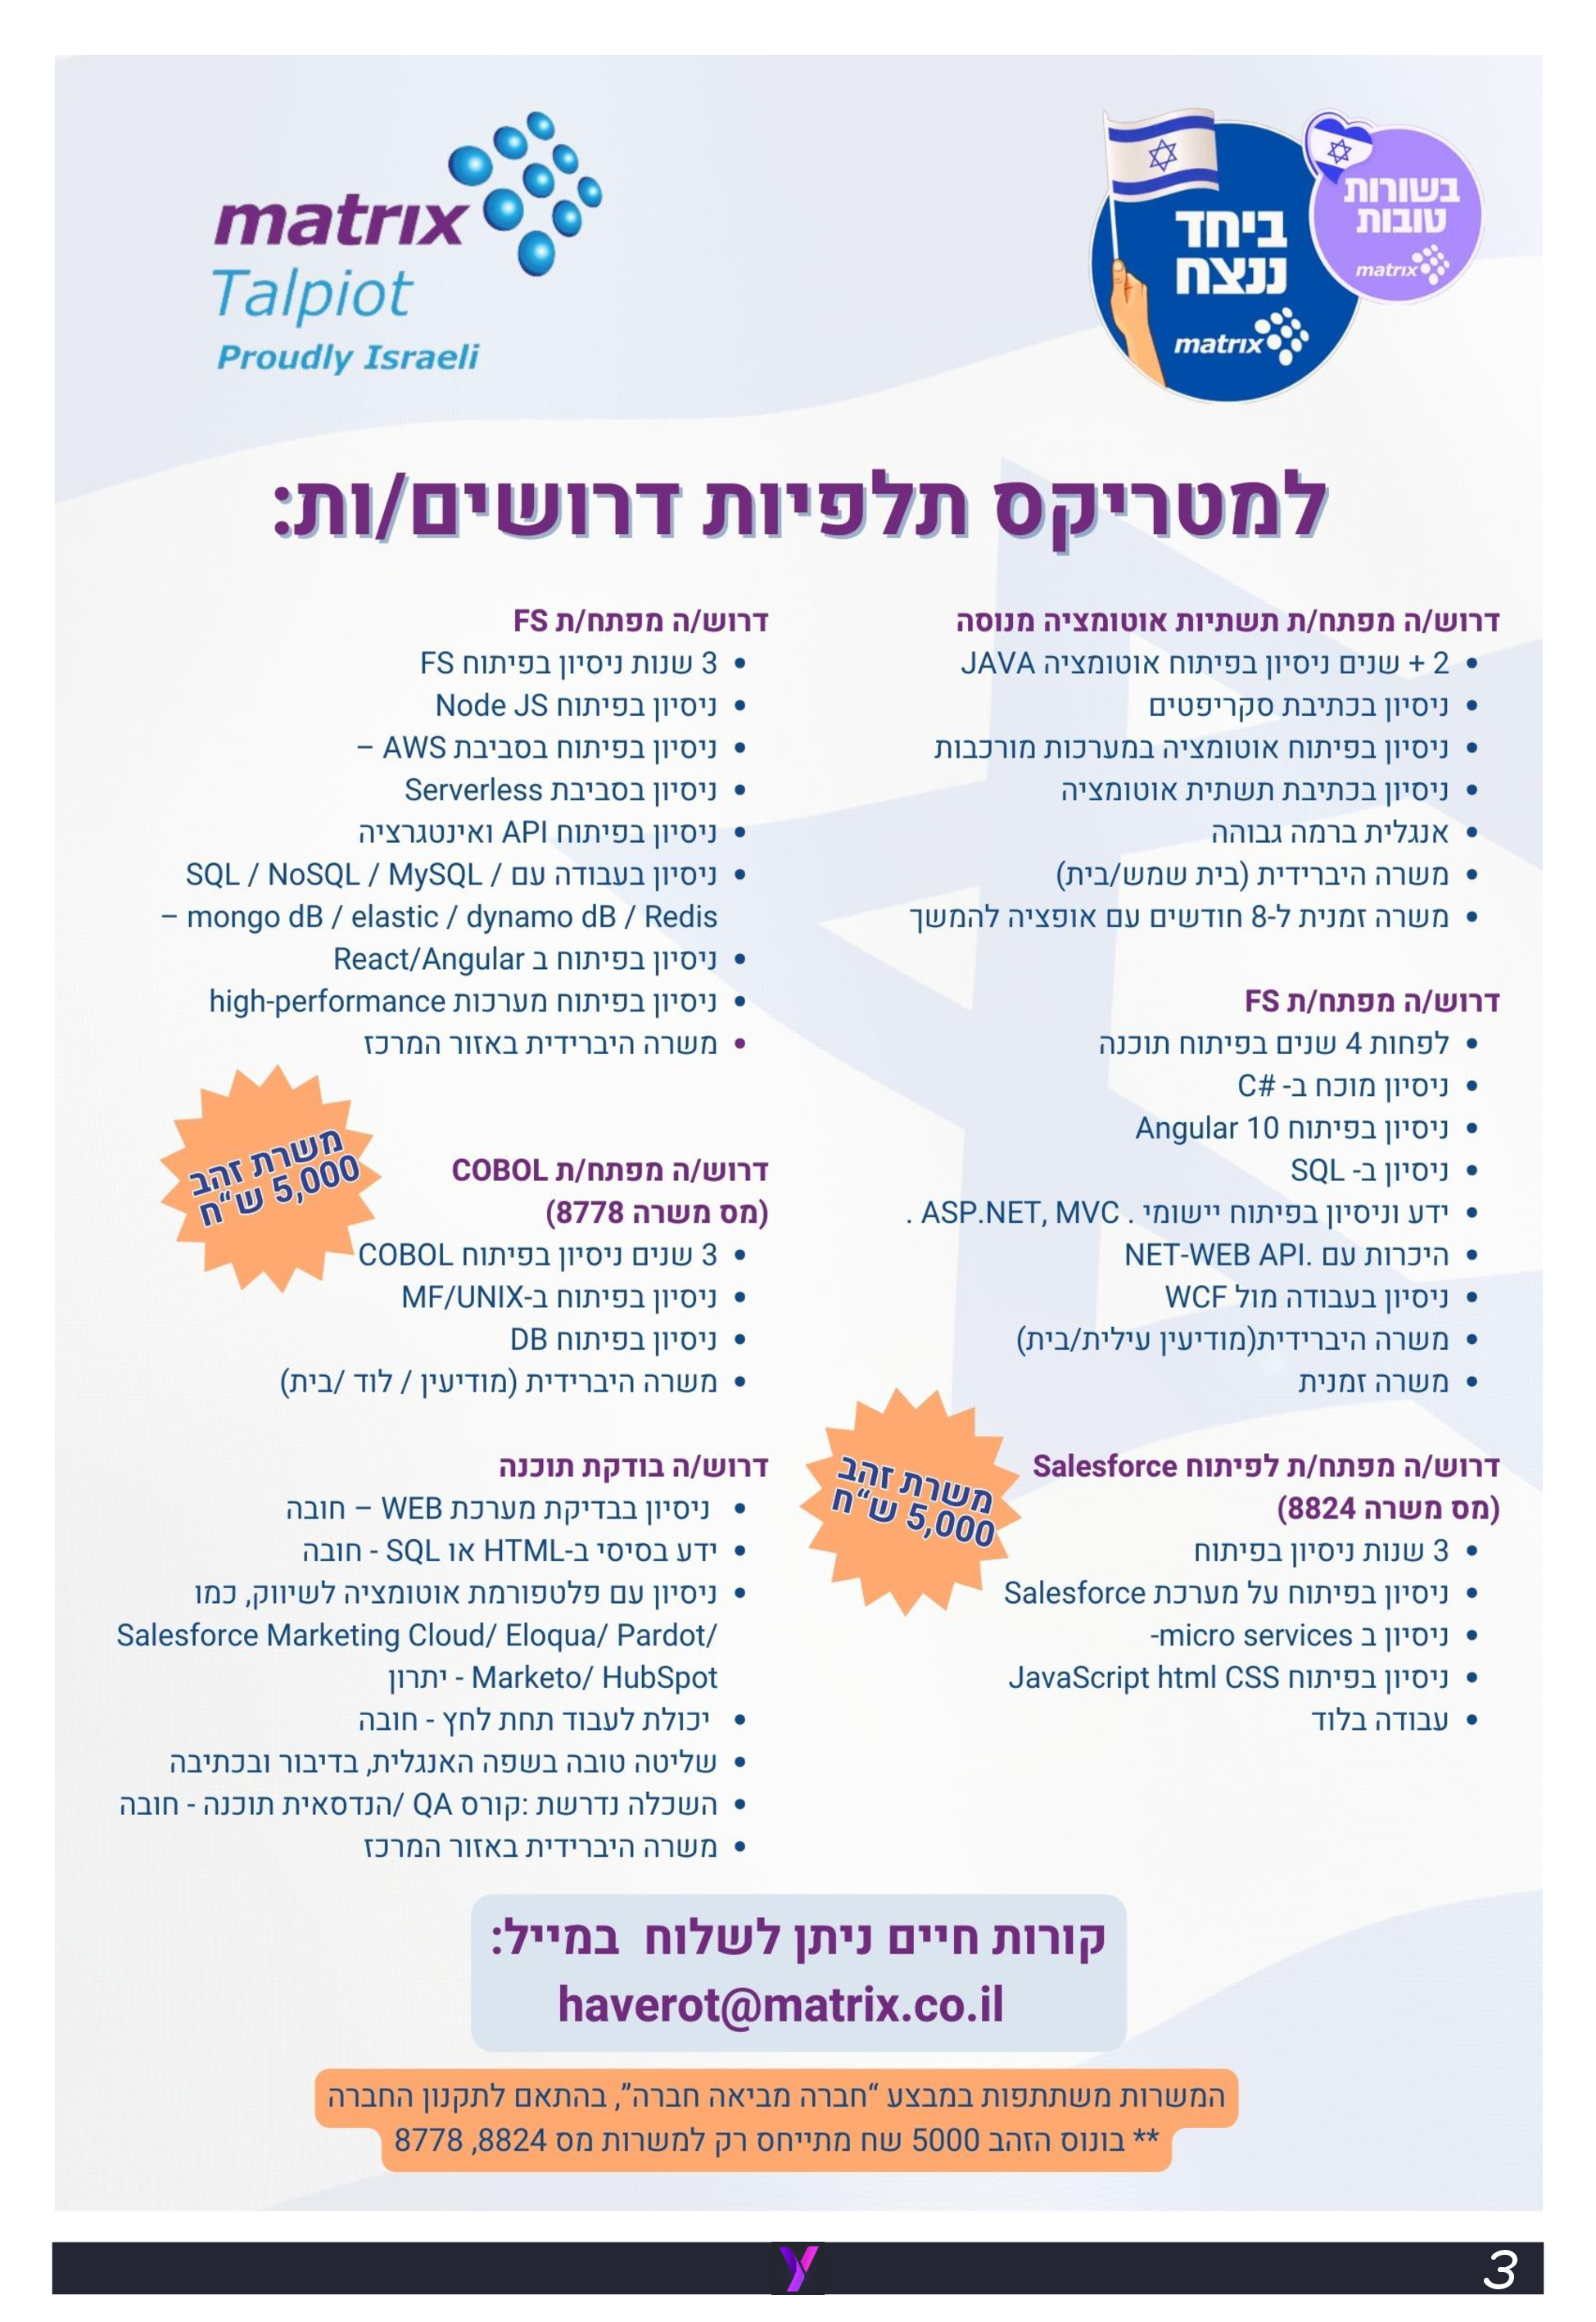 matrix
Talpiot
Proudly Israeli
ביחד
ננצח
matrix
בשורות
טובות
matrix
למטריקס תלפיות דרושים/ות:
דרוש/ה מפתח/ת תשתיות אוטומציה מנוסה
• 2 + שנים ניסיון בפיתוח אוטומציה JAVA
• ניסיון בכתיבת סקריפטים
• ניסיון בפיתוח אוטומציה במערכות מורכבות
• ניסיון בכתיבת תשתית אוטומציה
• אנגלית ברמה גבוהה
• משרה היברידית (בית שמש/בית)
• משרה זמנית ל-8 חודשים עם אופציה להמשך
דרוש/ה מפתח/ת FS
• לפחות 4 שנים בפיתוח תוכנה
• ניסיון מוכח ב- C#
• ניסיון בפיתוח Angular 10
• ניסיון ב- SQL
• ידע וניסיון בפיתוח יישומי . ASP.NET, MVC .
• היכרות עם .NET-WEB API
• ניסיון בעבודה מול WCF
• משרה היברידית(מודיעין עילית/בית)
• משרה זמנית
דרוש/ה מפתח/ת לפיתוח Salesforce
(מס משרה 8824)
משרת זהב
5,000 ש“ח
• 3 שנות ניסיון בפיתוח
• ניסיון בפיתוח על מערכת Salesforce
• ניסיון ב micro services-
• ניסיון בפיתוח JavaScript html CSS
• עבודה בלוד
דרוש/ה מפתח/ת FS
• 3 שנות ניסיון בפיתוח FS
• ניסיון בפיתוח Node JS
• ניסיון בפיתוח בסביבת AWS –
• ניסיון בסביבת Serverless
• ניסיון בפיתוח API ואינטגרציה
• ניסיון בעבודה עם / SQL / NoSQL / MySQL
mongo dB / elastic / dynamo dB / Redis –
• ניסיון בפיתוח ב React/Angular
• ניסיון בפיתוח מערכות high-performance
• משרה היברידית באזור המרכז
משרת זהב
5,000 ש“ח
דרוש/ה מפתח/ת COBOL
(מס משרה 8778)
• 3 שנים ניסיון בפיתוח COBOL
• ניסיון בפיתוח ב-MF/UNIX
• ניסיון בפיתוח DB
• משרה היברידית (מודיעין / לוד /בית)
דרוש/ה בודקת תוכנה
• ניסיון בבדיקת מערכת WEB – חובה
• ידע בסיסי ב-HTML או SQL - חובה
• ניסיון עם פלטפורמת אוטומציה לשיווק, כמו
Salesforce Marketing Cloud/ Eloqua/ Pardot/
Marketo/ HubSpot - יתרון
• יכולת לעבוד תחת לחץ - חובה
• שליטה טובה בשפה האנגלית, בדיבור ובכתיבה
• השכלה נדרשת :קורס QA /הנדסאית תוכנה - חובה
• משרה היברידית באזור המרכז
קורות חיים ניתן לשלוח במייל:
haverot@matrix.co.il
המשרות משתתפות במבצע “חברה מביאה חברה”, בהתאם לתקנון החברה
** בונוס הזהב 5000 שח מתייחס רק למשרות מס 8824, 8778
3